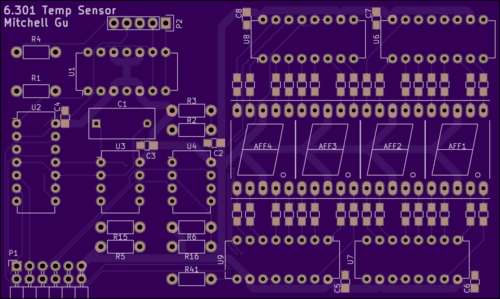 6.301 Temp Sensor
Mitchell Gu
P2
C8
U8
C7
U6
R4
U1
R1
U2
C4
C1
R3
R2
U3
C3
U4
C2
AFF4
AFF3
AFF2
AFF1
R15
R6
R5
R16
P1
R41
U9
C5
U7
C6